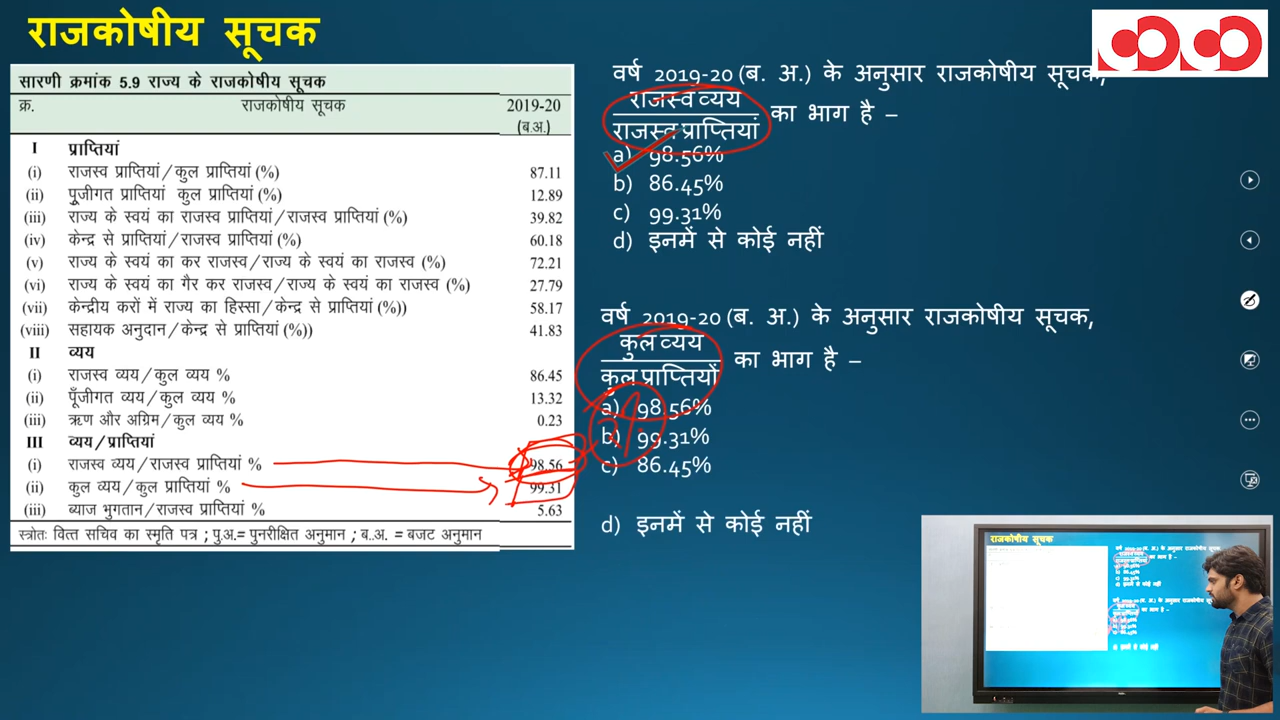 राजकोषीय सूचक
सारणी क्रमांक 5.9 राज्य के राजकोषीय सूचक
क्र. राजकोषीय सूचक 2019-20 (ब.अ.)
I प्राप्तियां
(i) राजस्व प्राप्तियां/कुल प्राप्तियां (%) 87.11
(ii) पूजीगत प्राप्तियां कुल प्राप्तियां (%) 12.89
(iii) राज्य के स्वयं का राजस्व प्राप्तियां/राजस्व प्राप्तियां (%) 39.82
(iv) केन्द्र से प्राप्तियां/राजस्व प्राप्तियां (%) 60.18
(v) राज्य के स्वयं का कर राजस्व/राज्य के स्वयं का राजस्व (%) 72.21
(vi) राज्य के स्वयं का गैर कर राजस्व/राज्य के स्वयं का राजस्व (%) 27.79
(vii) केन्द्रीय करों में राज्य का हिस्सा/केन्द्र से प्राप्तियां (%)) 58.17
(viii) सहायक अनुदान/केन्द्र से प्राप्तियां (%)) 41.83
II व्यय
(i) राजस्व व्यय/कुल व्यय % 86.45
(ii) पूँजीगत व्यय/कुल व्यय % 13.32
(iii) ऋण और अग्रिम/कुल व्यय % 0.23
III व्यय/प्राप्तियां
(i) राजस्व व्यय/राजस्व प्राप्तियां % 98.56
(ii) कुल व्यय/कुल प्राप्तियां % 99.31
(iii) ब्याज भुगतान/राजस्व प्राप्तियां % 5.63
स्त्रोतः वित्त सचिव का स्मृति पत्र ; पु.अ.= पुनरीक्षित अनुमान ; ब..अ. = बजट अनुमान
वर्ष 2019-20 (ब. अ.) के अनुसार राजकोषीय सूचक,
राजस्व व्यय
राजस्व प्राप्तियां का भाग है –
a) 98.56%
b) 86.45%
c) 99.31%
d) इनमें से कोई नहीं
वर्ष 2019-20 (ब. अ.) के अनुसार राजकोषीय सूचक,
कुल व्यय
कुल प्राप्तियों का भाग है –
a) 98.56%
b) 99.31%
c) 86.45%
d) इनमें से कोई नहीं
राजकोषीय सूचक